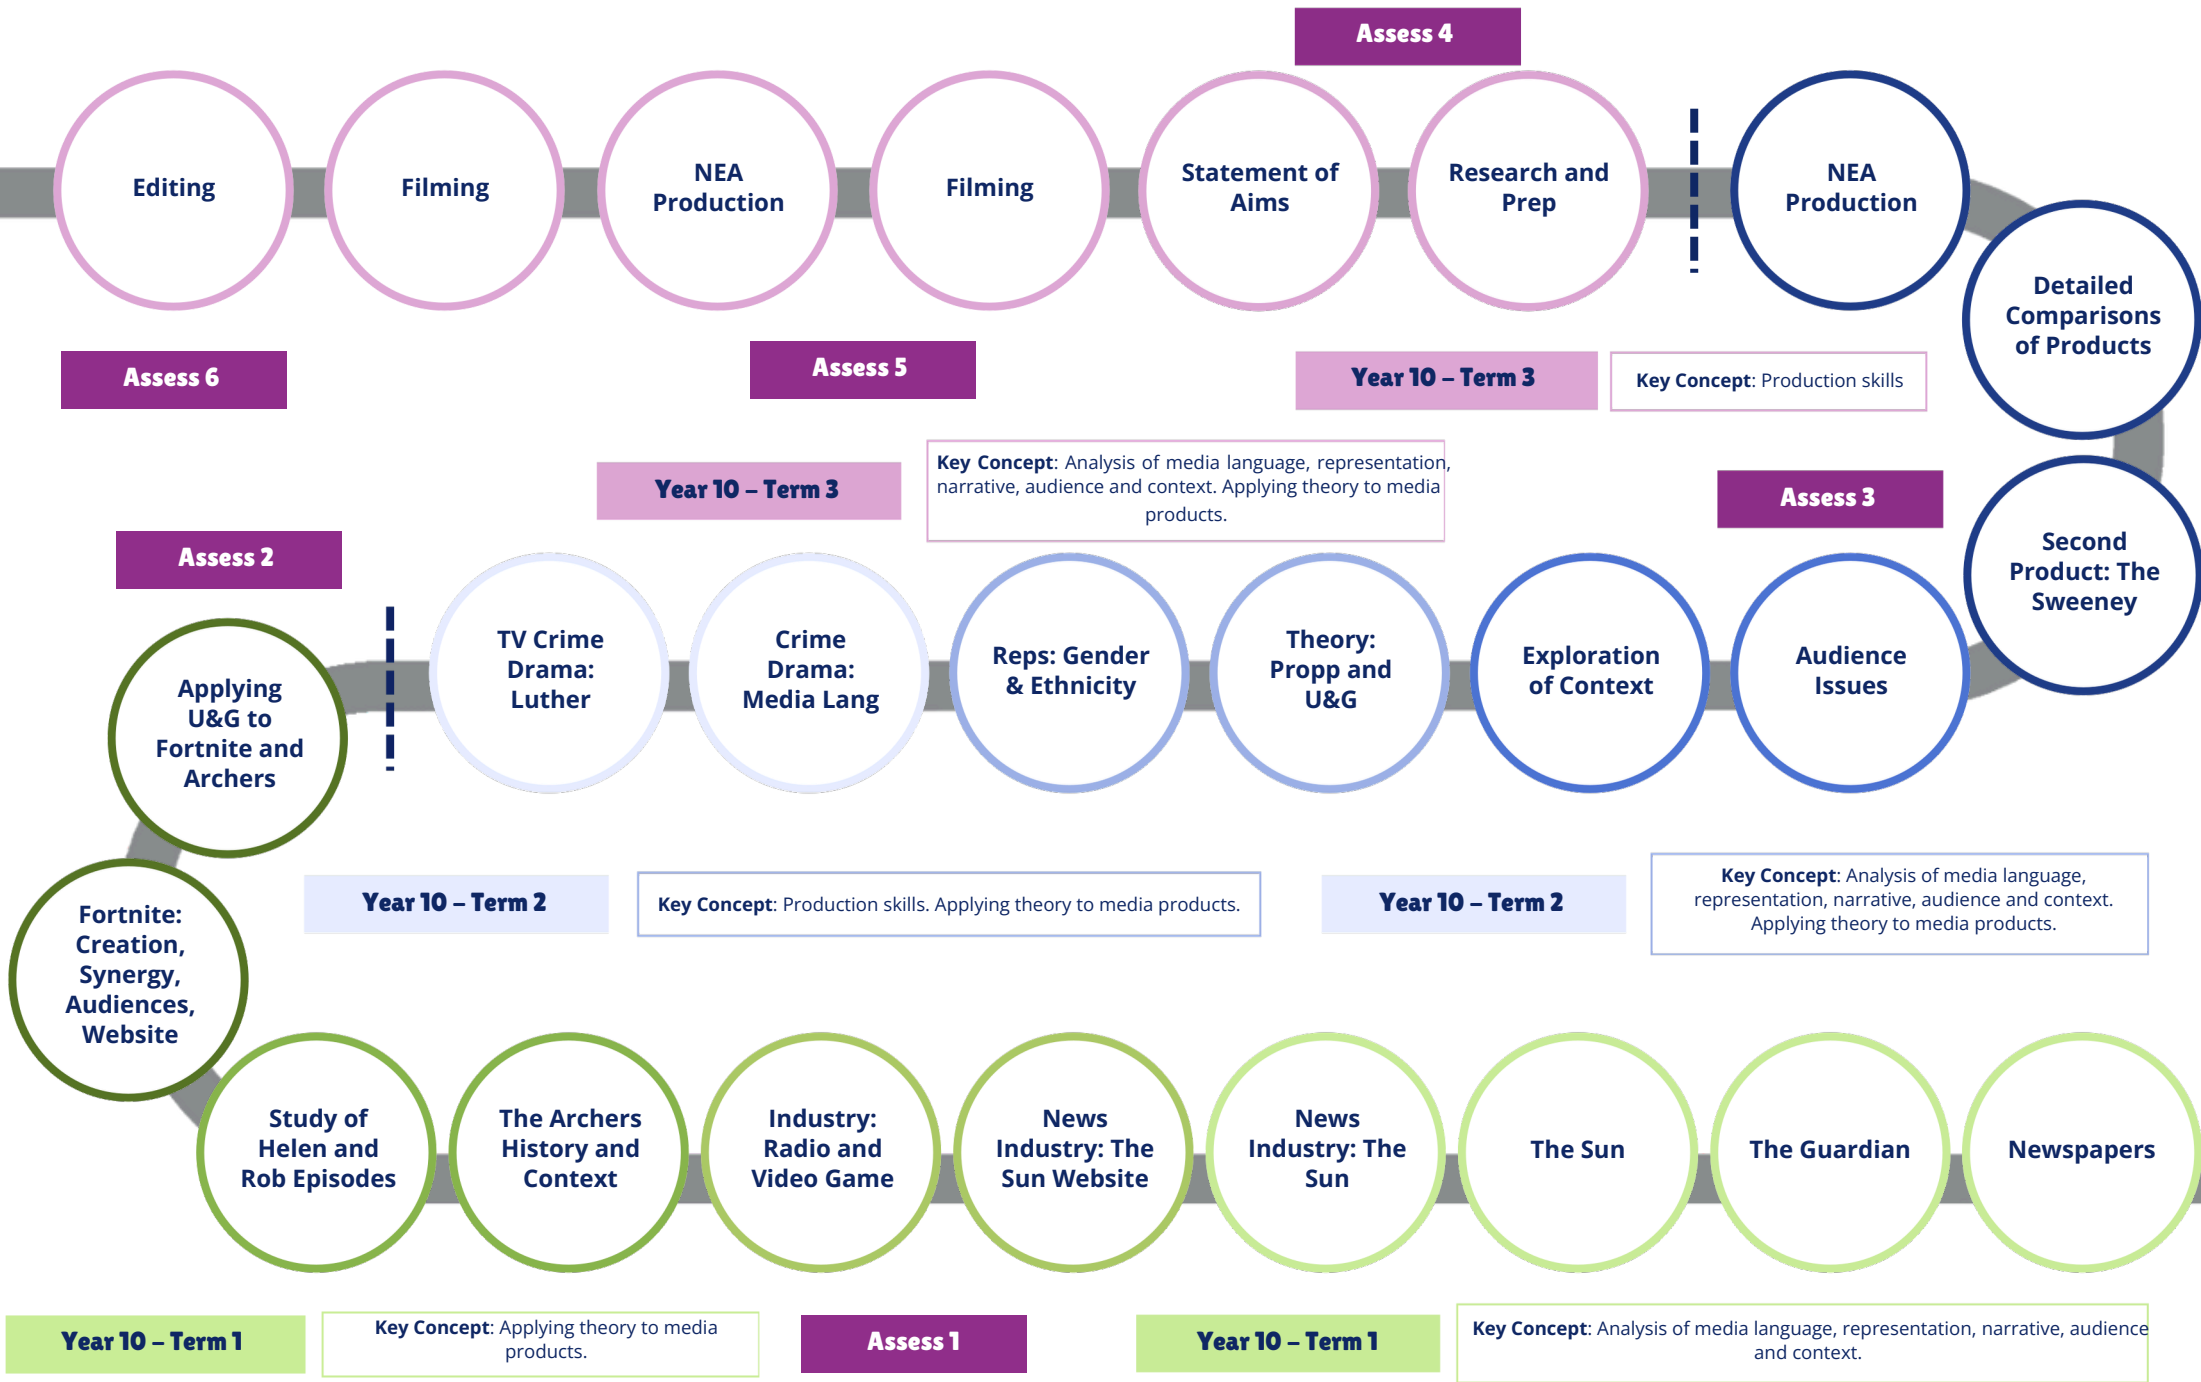 Assess 4
Editing
Filming
NEA
Production
Filming
Statement of
Aims
Research and
Prep
NEA
Production
Detailed
Comparisons
of Products
Assess 6
Assess 5
Year 10 – Term 3
Key Concept: Production skills
Year 10 – Term 3
Key Concept: Analysis of media language, representation,
narrative, audience and context. Applying theory to media
products.
Assess 3
Second
Product: The
Sweeney
Assess 2
Applying
U&G to
Fortnite and
Archers
TV Crime
Drama:
Luther
Crime
Drama:
Media Lang
Reps: Gender
& Ethnicity
Theory:
Propp and
U&G
Exploration
of Context
Audience
Issues
Year 10 – Term 2
Key Concept: Production skills. Applying theory to media products.
Year 10 – Term 2
Key Concept: Analysis of media language,
representation, narrative, audience and context.
Applying theory to media products.
Fortnite:
Creation,
Synergy,
Audiences,
Website
Study of
Helen and
Rob Episodes
The Archers
History and
Context
Industry:
Radio and
Video Game
News
Industry: The
Sun Website
News
Industry: The
Sun
The Sun
The Guardian
Newspapers
Year 10 – Term 1
Key Concept: Applying theory to media
products.
Assess 1
Year 10 – Term 1
Key Concept: Analysis of media language, representation, narrative, audience
and context.